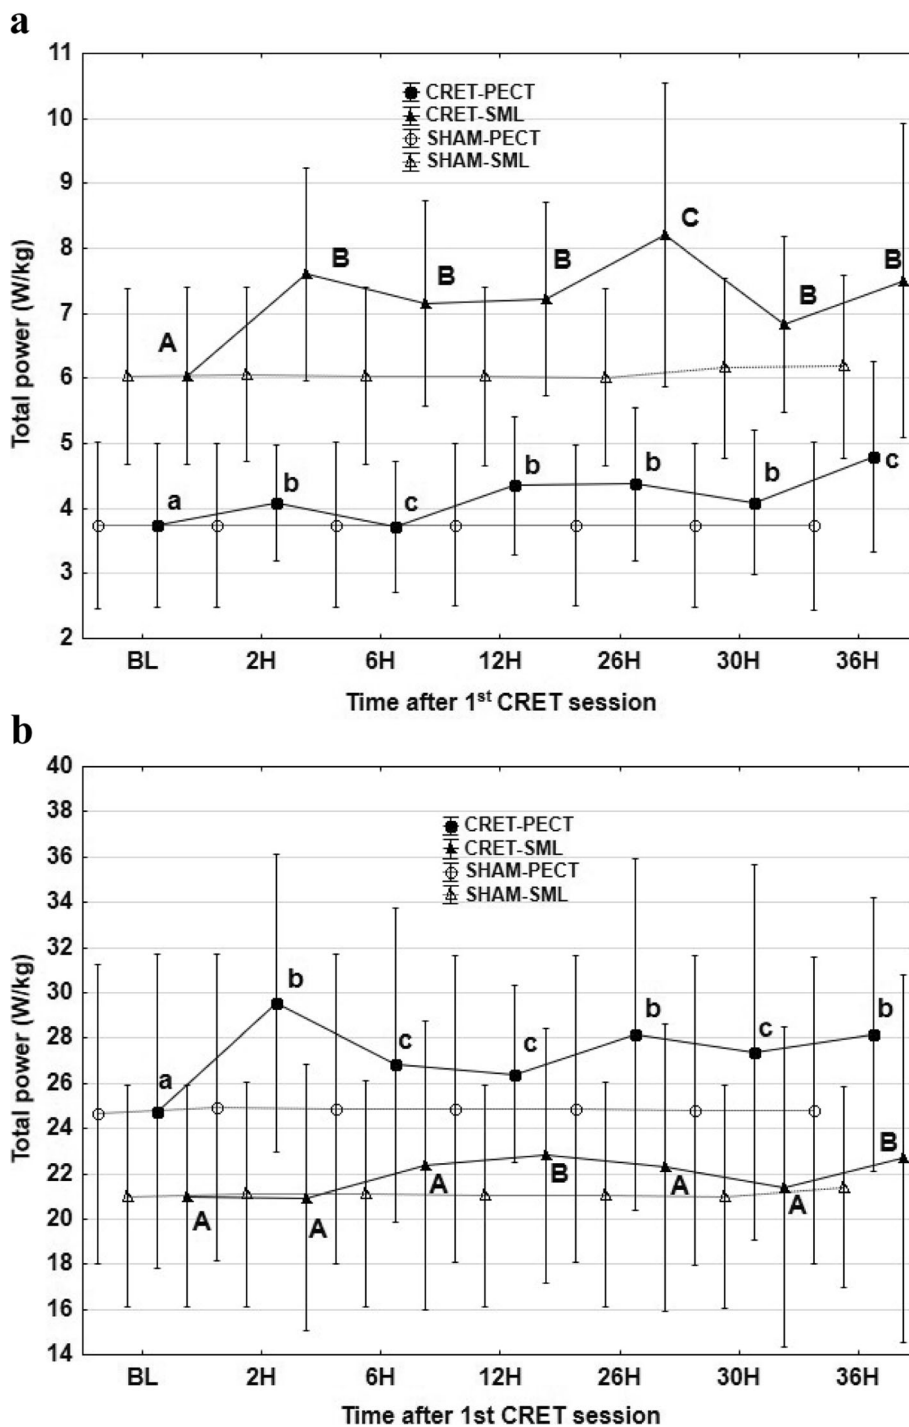 a
11
10
9
8
7
6
5
4
3
2
Total power (W/kg)
CRET-PECT
CRET-SML
SHAM-PECT
SHAM-SML
A
B
B
B
C
B
B
a
b
c
b
b
b
c
BL 2H 6H 12H 26H 30H 36H
Time after 1st CRET session
b
40
38
36
34
32
30
28
26
24
22
20
18
16
14
Total power (W/kg)
CRET-PECT
CRET-SML
SHAM-PECT
SHAM-SML
a
b
c
c
b
c
b
A
A
A
B
A
A
B
BL 2H 6H 12H 26H 30H 36H
Time after 1st CRET session